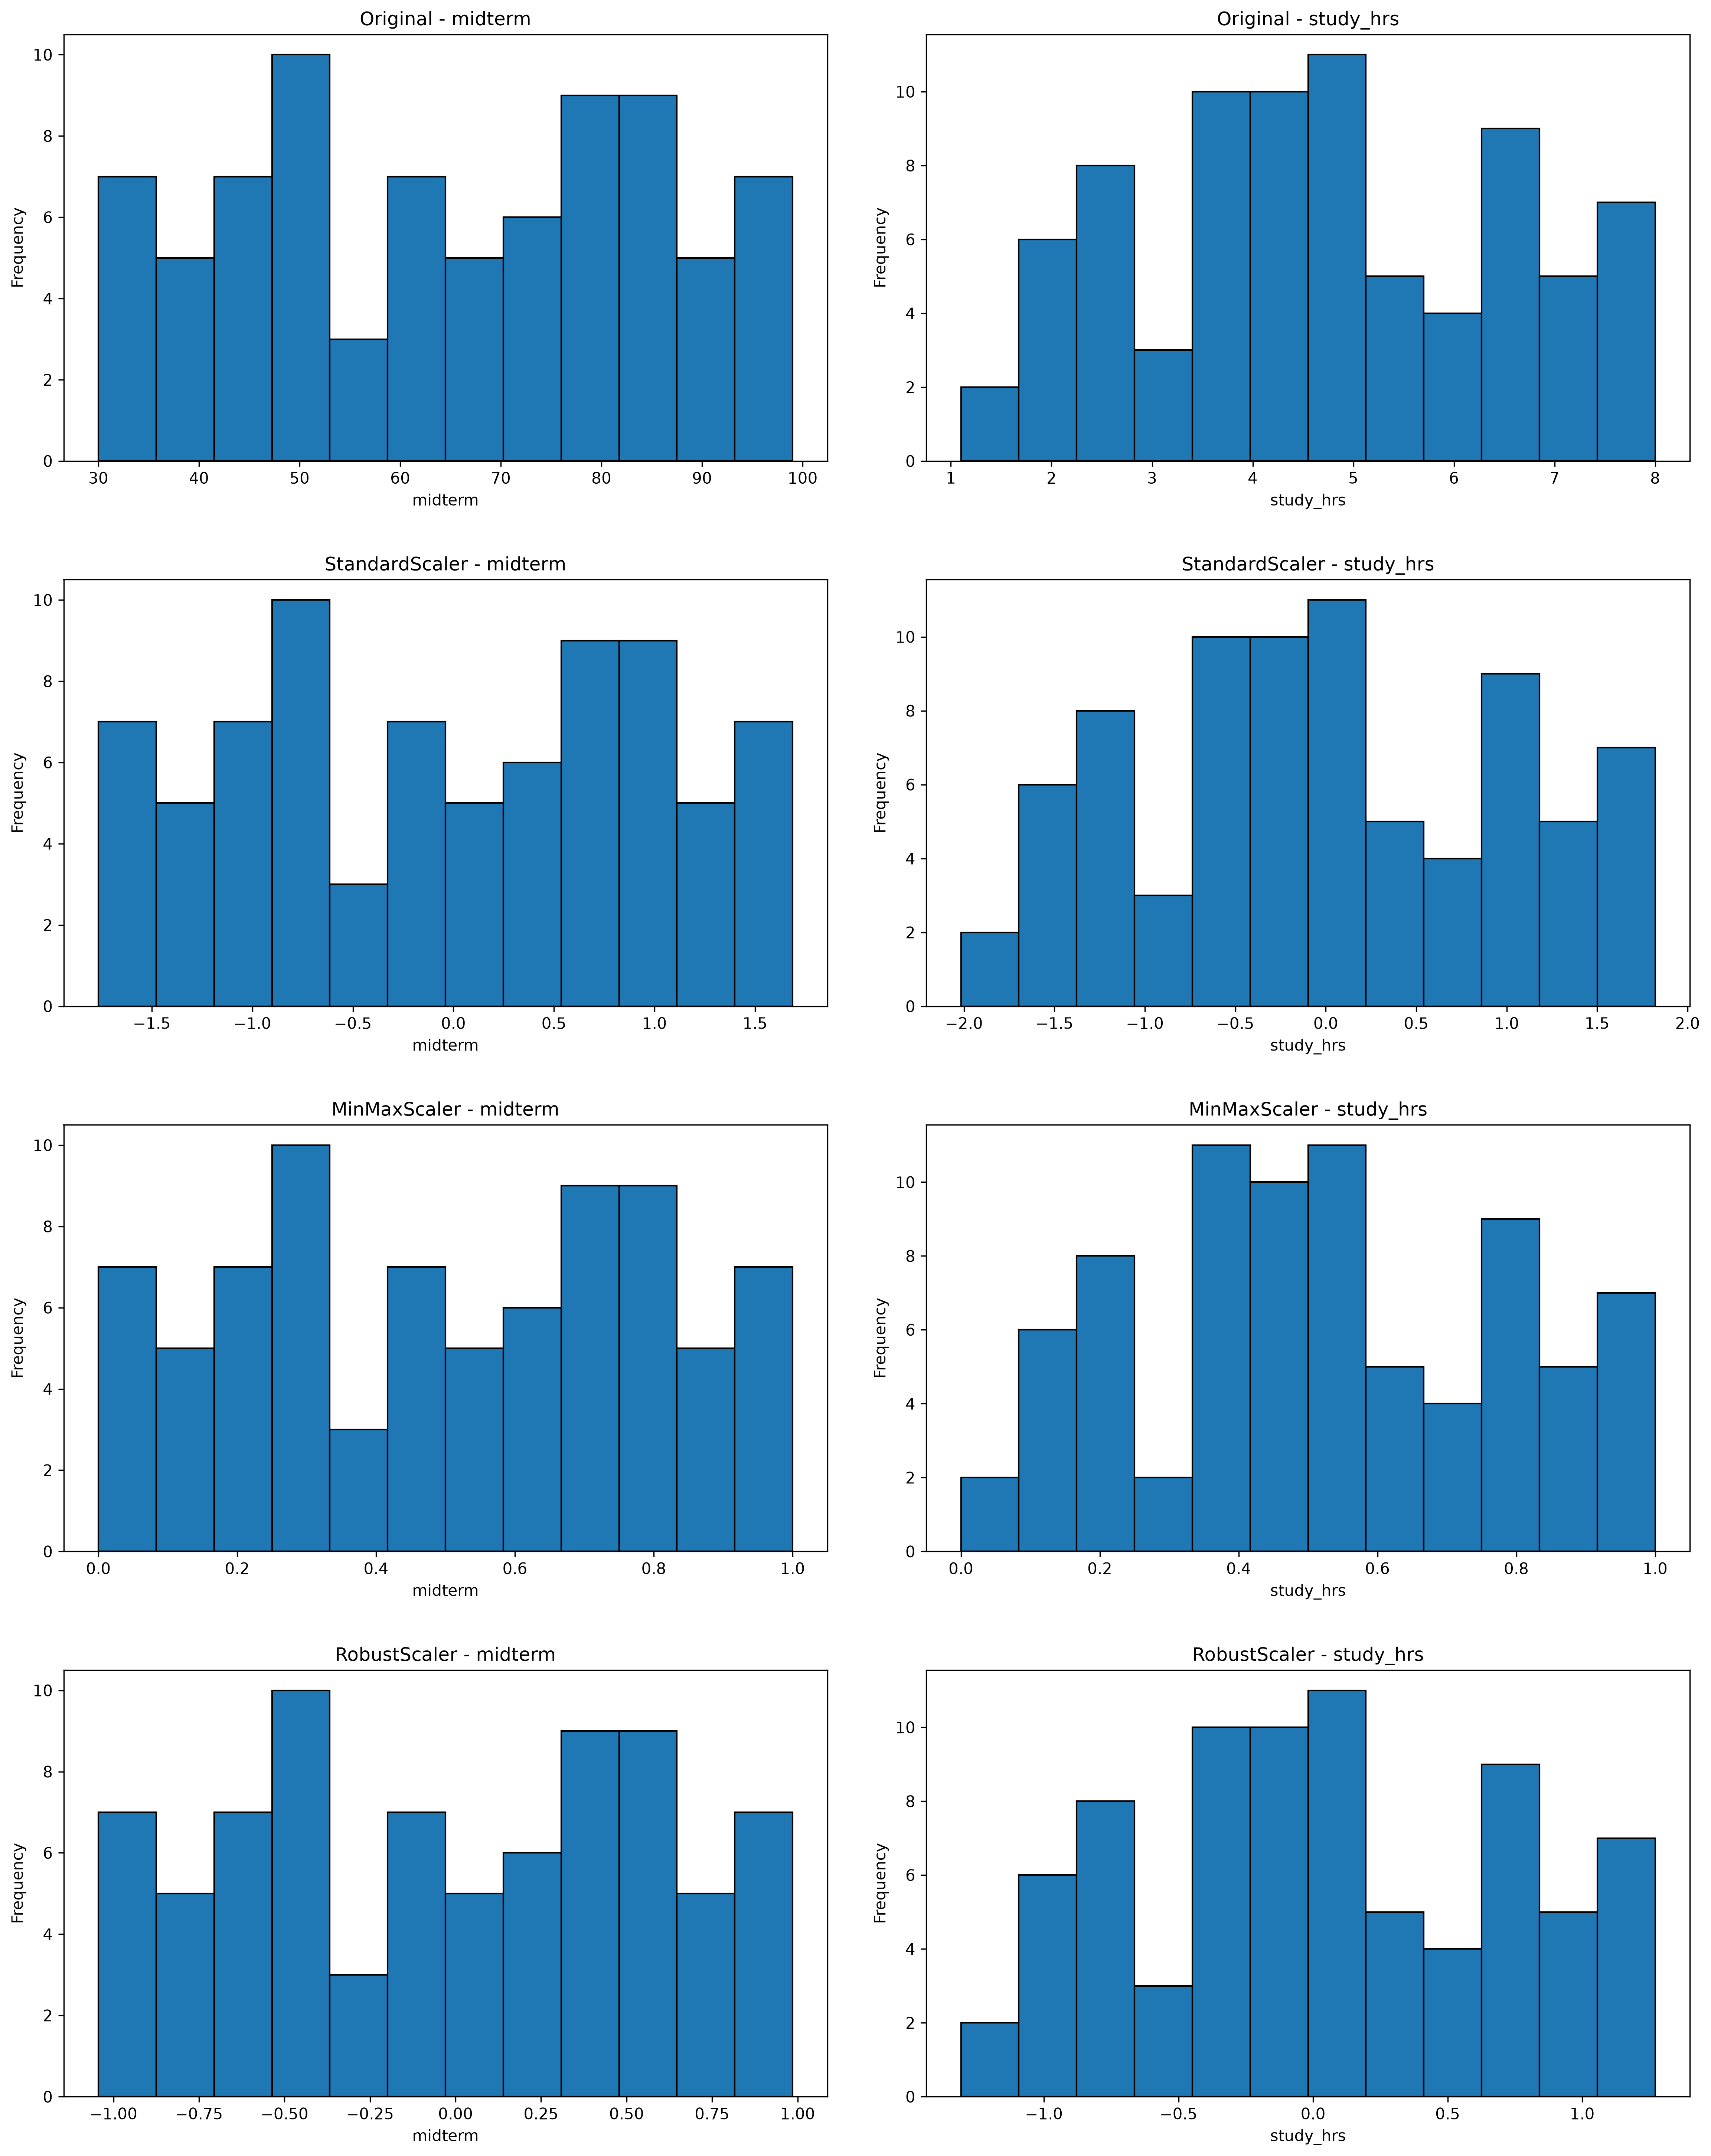 Original - midterm
Frequency
10
8
6
4
2
0
30 40 50 60 70 80 90 100
midterm
Original - study_hrs
Frequency
10
8
6
4
2
0
1 2 3 4 5 6 7 8
study_hrs
StandardScaler - midterm
Frequency
10
8
6
4
2
0
−1.5 −1.0 −0.5 0.0 0.5 1.0 1.5
midterm
StandardScaler - study_hrs
Frequency
10
8
6
4
2
0
−2.0 −1.5 −1.0 −0.5 0.0 0.5 1.0 1.5 2.0
study_hrs
MinMaxScaler - midterm
Frequency
10
8
6
4
2
0
0.0 0.2 0.4 0.6 0.8 1.0
midterm
MinMaxScaler - study_hrs
Frequency
10
8
6
4
2
0
0.0 0.2 0.4 0.6 0.8 1.0
study_hrs
RobustScaler - midterm
Frequency
10
8
6
4
2
0
−1.00 −0.75 −0.50 −0.25 0.00 0.25 0.50 0.75 1.00
midterm
RobustScaler - study_hrs
Frequency
10
8
6
4
2
0
−1.0 −0.5 0.0 0.5 1.0
study_hrs